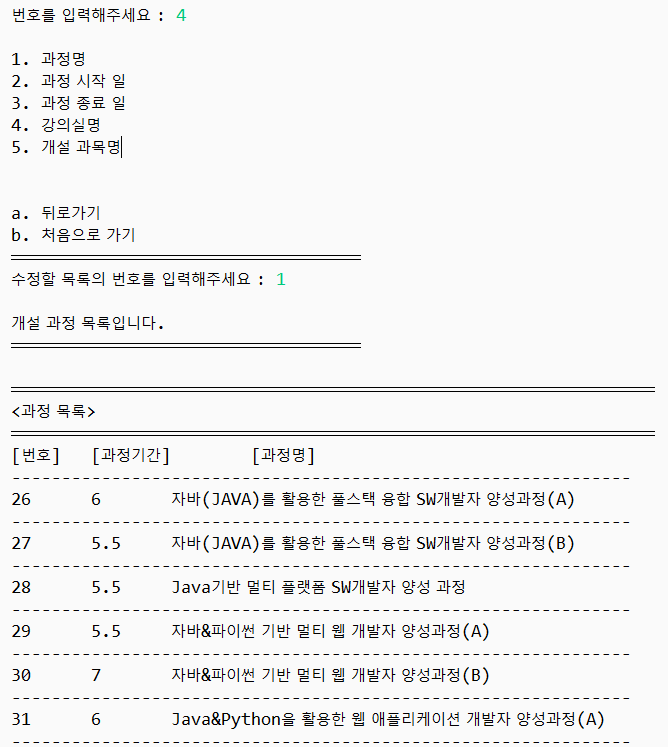 번호를 입력해주세요 : 4
1. 과정명
2. 과정 시작 일
3. 과정 종료 일
4. 강의실명
5. 개설 과목명
a. 뒤로가기
b. 처음으로 가기
수정할 목록의 번호를 입력해주세요 : 1
개설 과정 목록입니다.
<과정 목록>
[번호] [과정기간] [과정명]
26 6 자바(JAVA)를 활용한 풀스택 융합 SW개발자 양성과정(A)
27 5.5 자바(JAVA)를 활용한 풀스택 융합 SW개발자 양성과정(B)
28 5.5 Java기반 멀티 플랫폼 SW개발자 양성 과정
29 5.5 자바&파이썬 기반 멀티 웹 개발자 양성과정(A)
30 7 자바&파이썬 기반 멀티 웹 개발자 양성과정(B)
31 6 Java&Python을 활용한 웹 애플리케이션 개발자 양성과정(A)